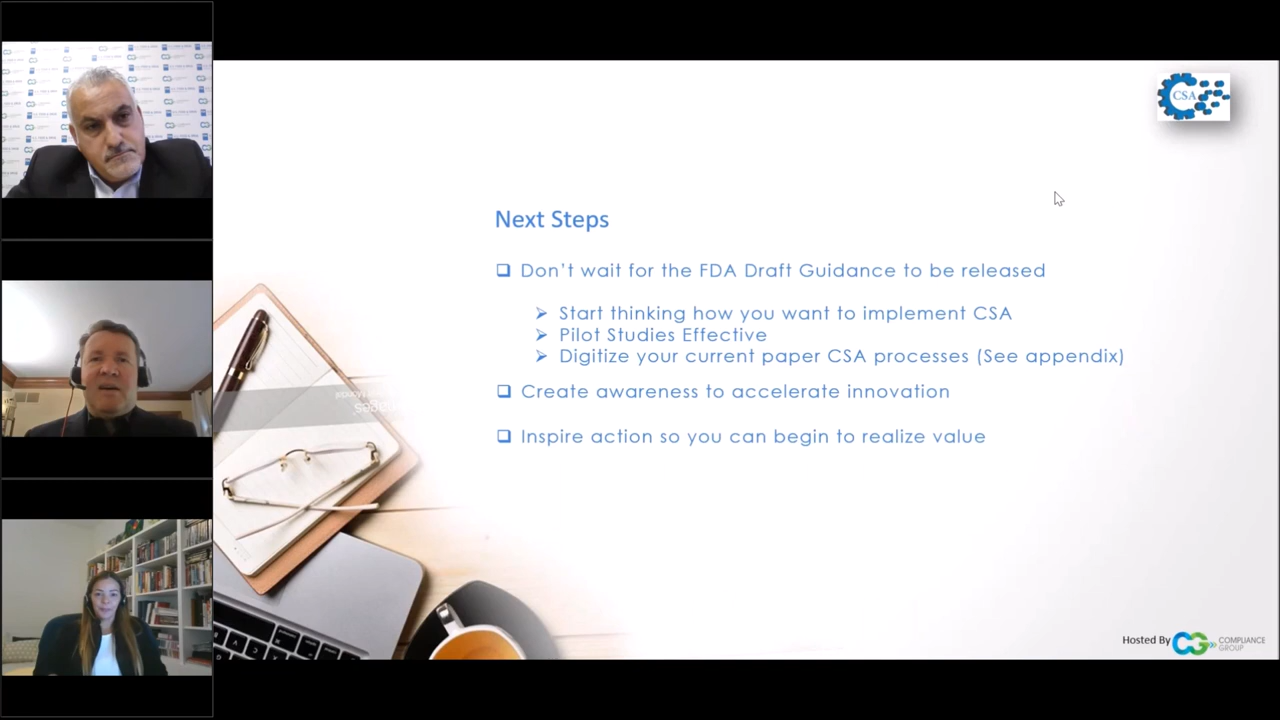 CSA
Next Steps
❑ Don't wait for the FDA Draft Guidance to be released
➢ Start thinking how you want to implement CSA
➢ Pilot Studies Effective
➢ Digitize your current paper CSA processes (See appendix)
❑ Create awareness to accelerate innovation
❑ Inspire action so you can begin to realize value
Hosted By CG COMPLIANCE
GROUP